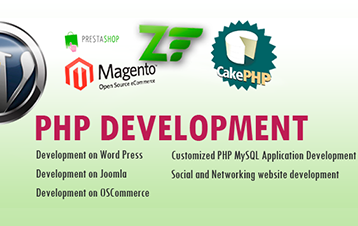 PRESTASHOP
ZF
Magento
Open Source eCommerce
CakePHP
PHP DEVELOPMENT
Development on Word Press
Customized PHP MySQL Application Development
Development on Joomla
Social and Networking website development
Development on OSCommerce